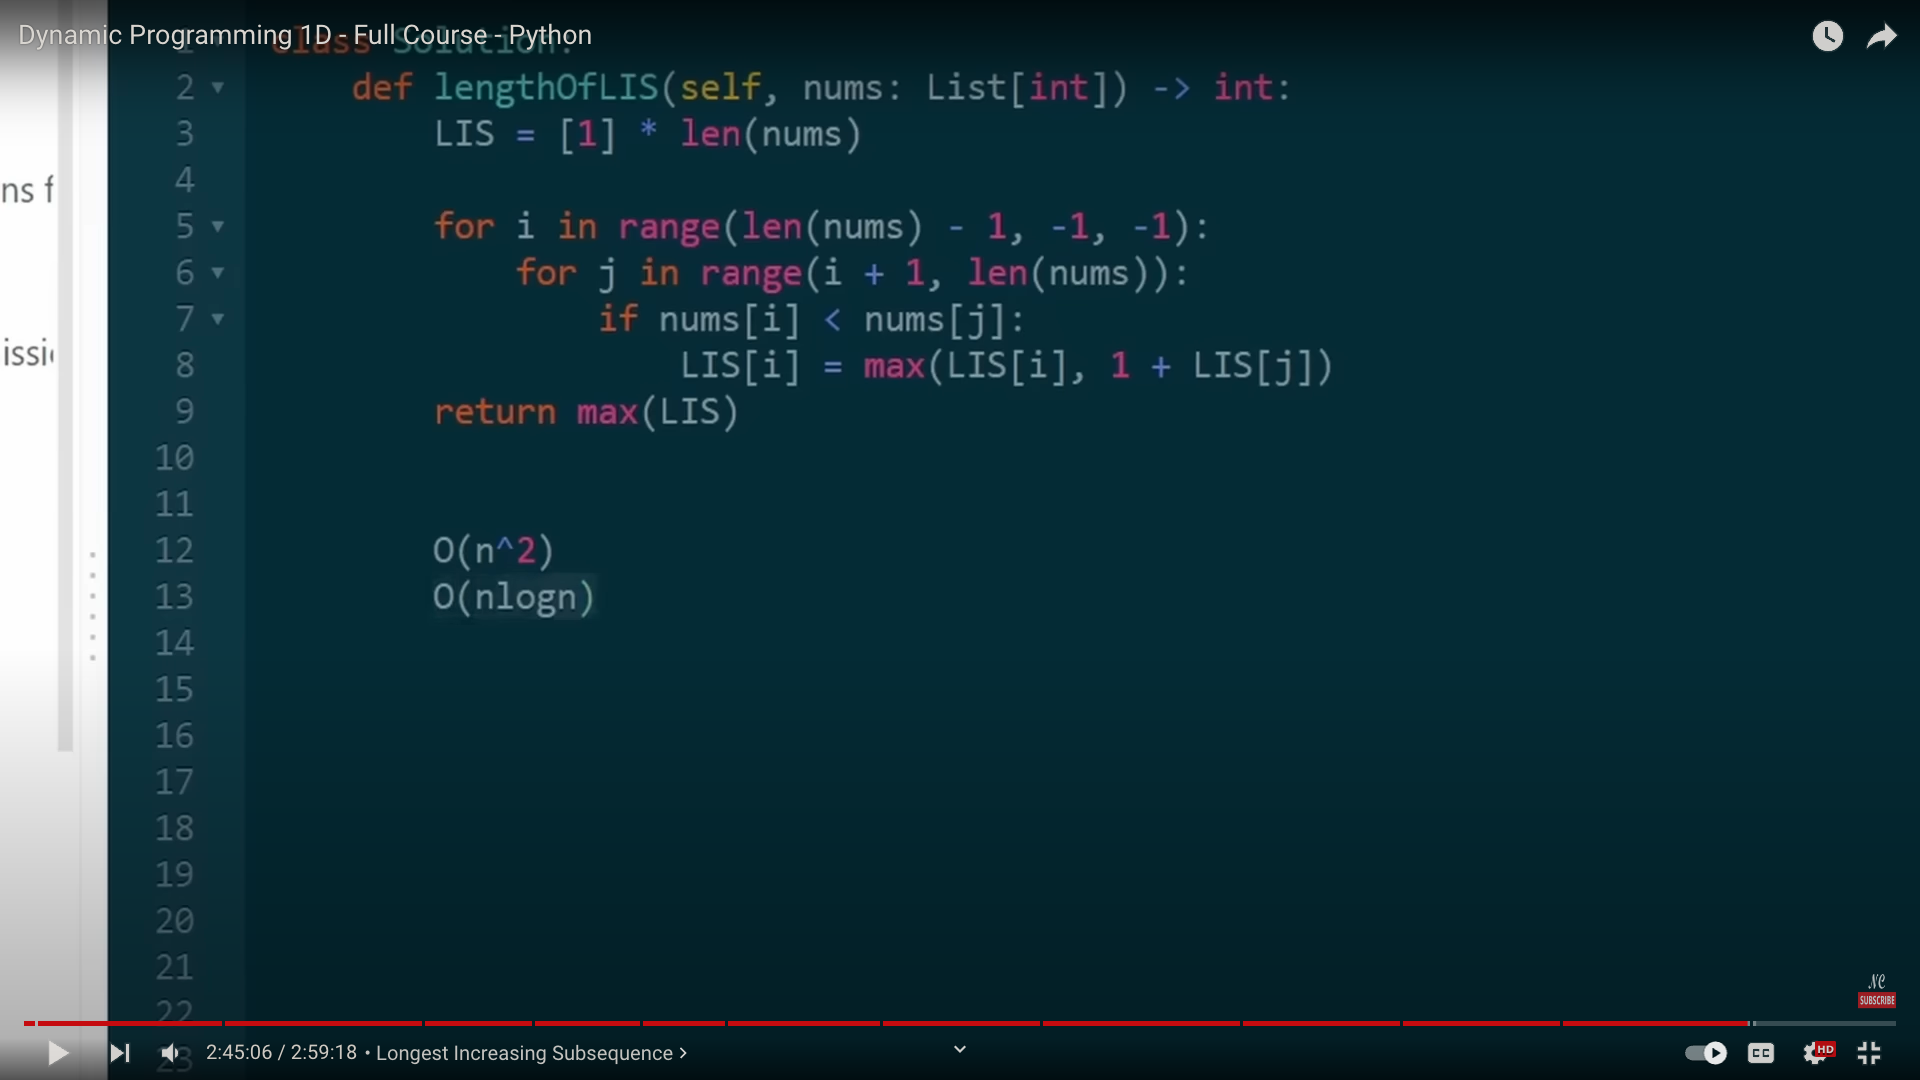 Dynamic Programming 1D - Full Course - Python
1 class Solution:
2 def lengthOfLIS(self, nums: List[int]) -> int:
3 LIS = [1] * len(nums)
4
5 for i in range(len(nums) - 1, -1, -1):
6 for j in range(i + 1, len(nums)):
7 if nums[i] < nums[j]:
8 LIS[i] = max(LIS[i], 1 + LIS[j])
9 return max(LIS)
10
11
12 O(n^2)
13 O(nlogn)
14
15
16
17
18
19
20
21
22
23
ns f
issi
NC
SUBSCRIBE
2:45:06 / 2:59:18 • Longest Increasing Subsequence >
CC
HD